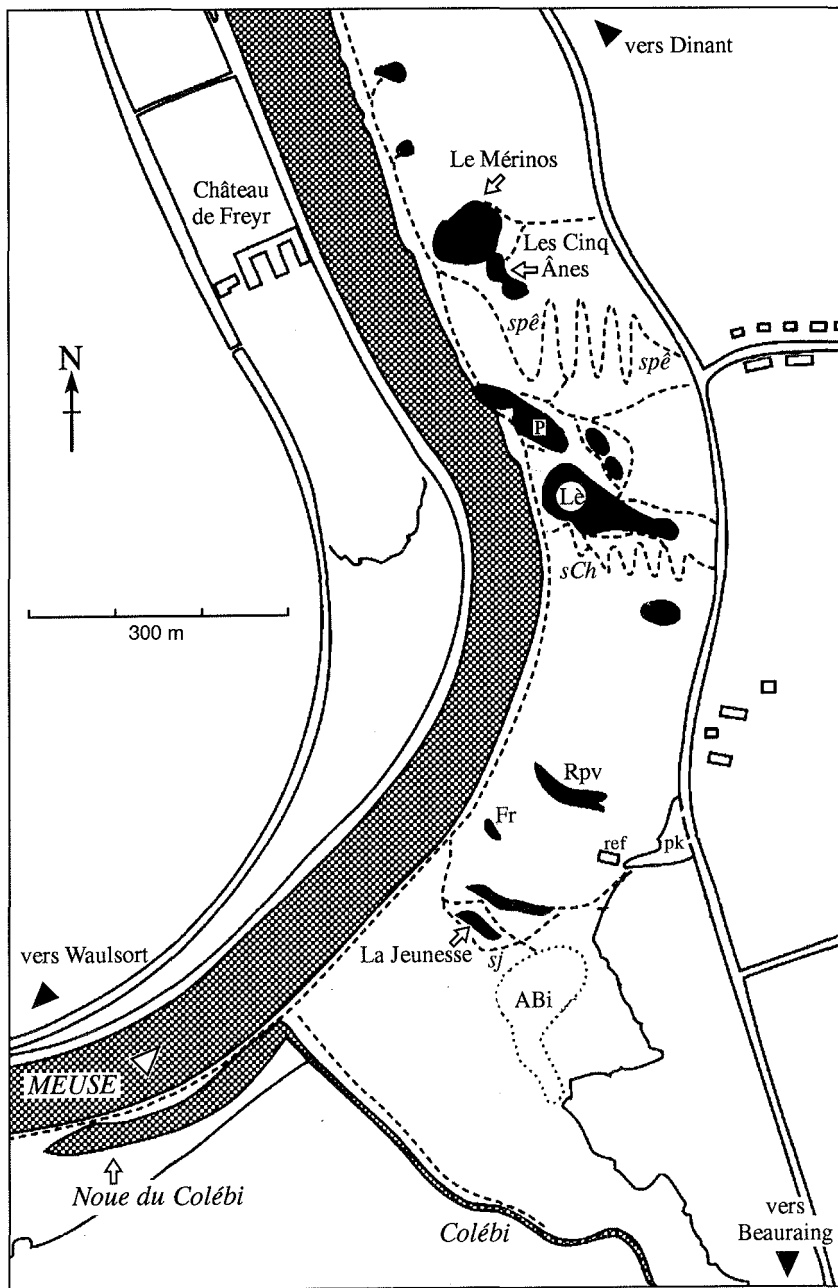 vers Dinant
Le Mérinos
Château
de Freyr
Les Cinq
Ânes
spê
spê
N
P
Lè
sCh
300 m
Rpv
Fr
ref
pk
La Jeunesse
sj
vers Waulsort
ABi
MEUSE
Noue du Colébi
Colébi
vers
Beauraing